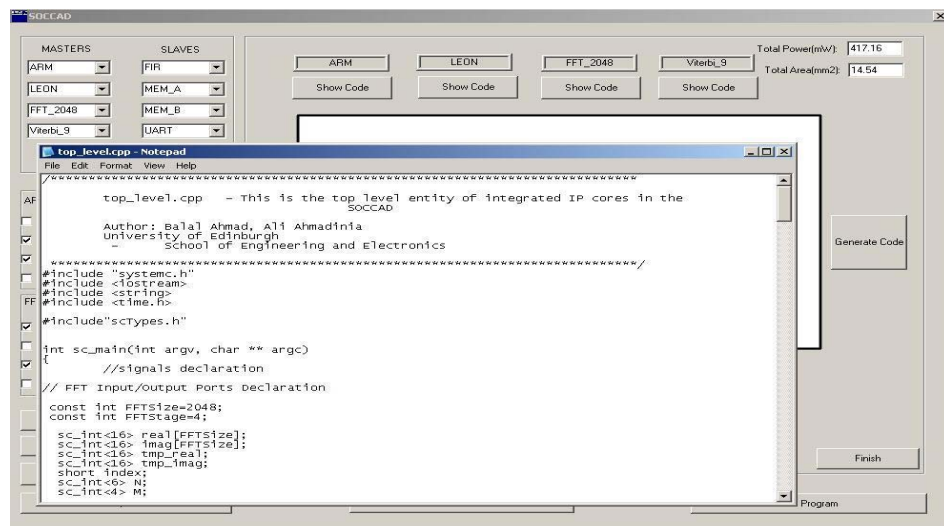 SOCCAD
MASTERS SLAVES
ARM FIR
LEON MEM_A
FFT_2048 MEM_B
Viterbi_9 UART
ARM LEON FFT_2048 Viterbi_9
Show Code Show Code Show Code Show Code
Total Power(mW): 417.16
Total Area(mm2): 14.54
top_level.cpp - Notepad
File Edit Format View Help
top_level.cpp - This is the top level entity of integrated IP cores in the
SOCCAD
Author: Balal Ahmad, Ali Ahmadinia
University of Edinburgh
- School of Engineering and Electronics
#include "systemc.h"
#include <iostream>
#include <string>
#include <time.h>
#include"scTypes.h"
int sc_main(int argv, char ** argc)
{
//signals declaration
// FFT Input/Output Ports Declaration
const int FFTSize=2048;
const int FFTStage=4;
sc_int<16> real[FFTSize];
sc_int<16> imag[FFTSize];
sc_int<16> tmp_real;
sc_int<16> tmp_imag;
short index;
sc_int<6> N;
sc_int<4> M;
Generate Code
Finish
Program